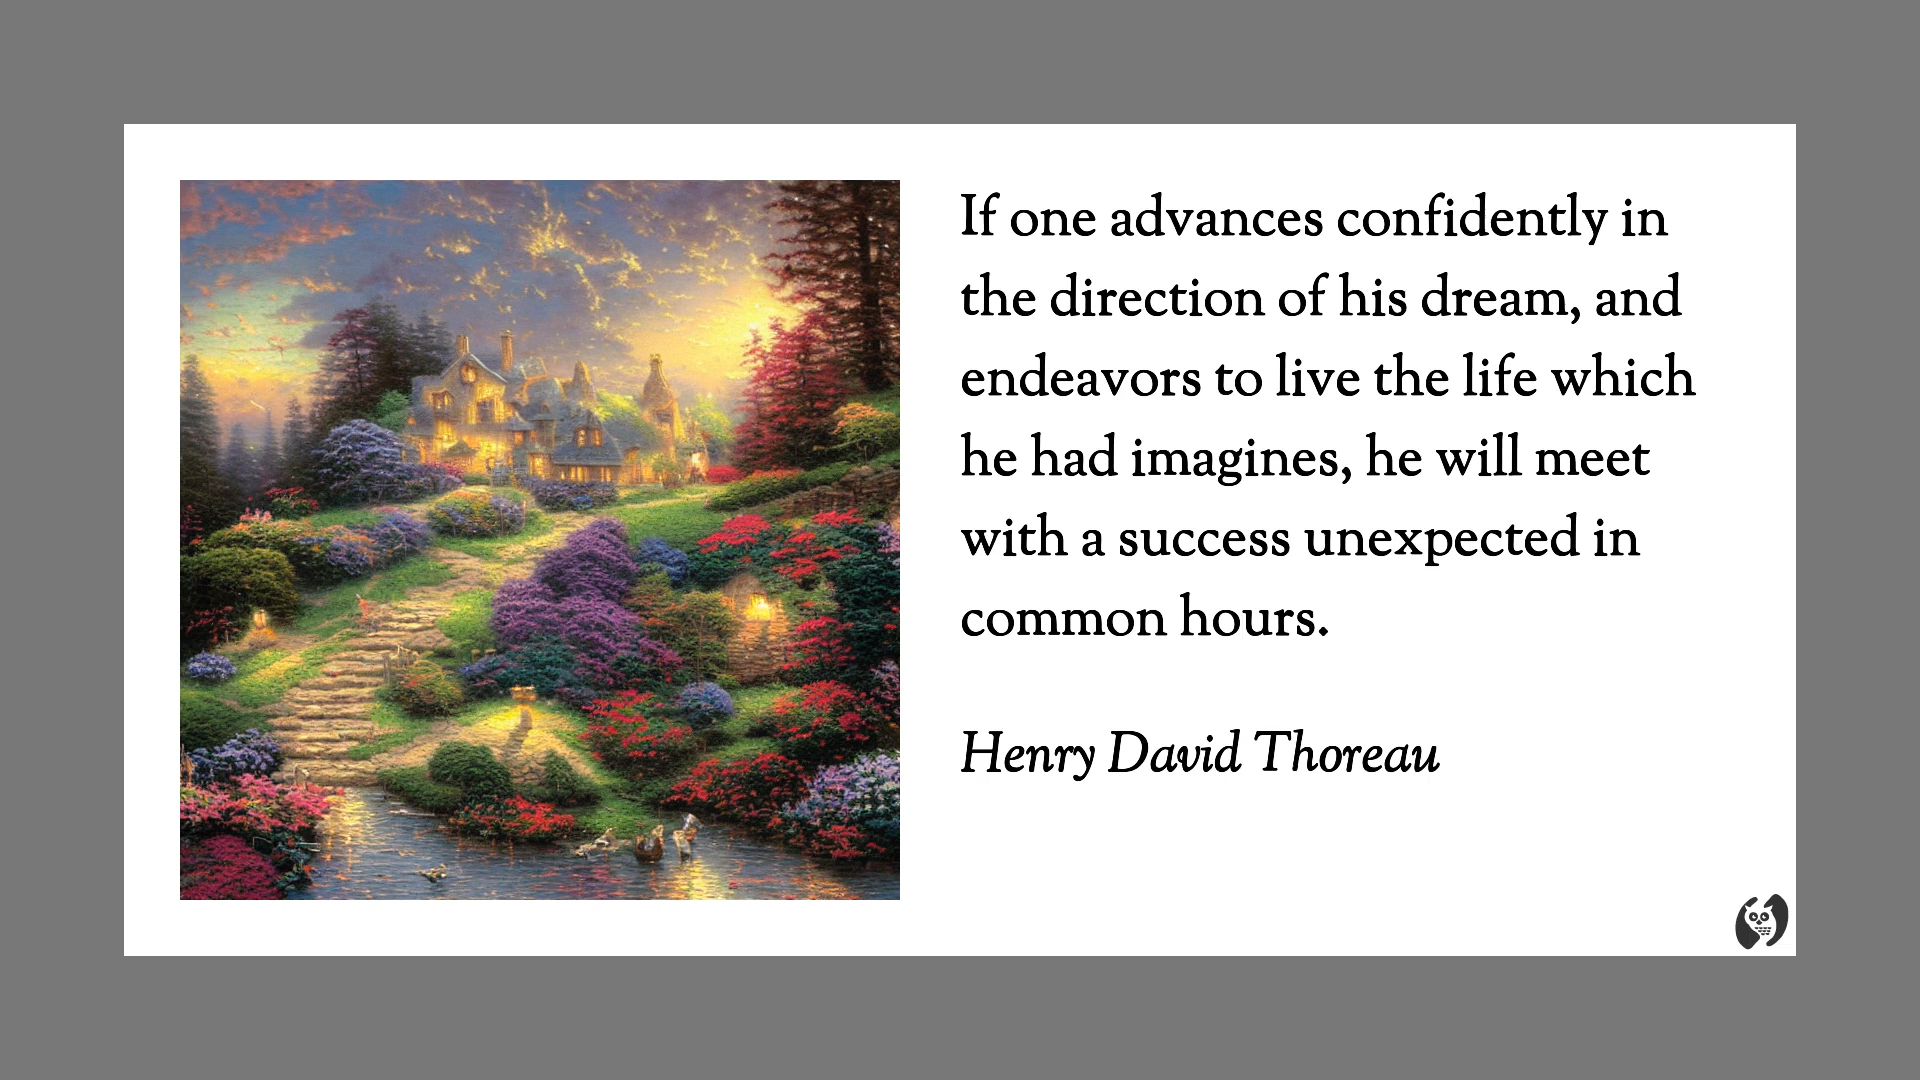 If one advances confidently in
the direction of his dream, and
endeavors to live the life which
he had imagines, he will meet
with a success unexpected in
common hours.
Henry David Thoreau